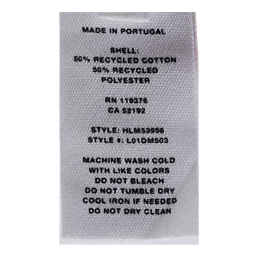 MADE IN PORTUGAL
SHELL:
50% RECYCLED COTTON
50% RECYCLED
POLYESTER
RN 119376
CA 52192
STYLE: HLM53956
STYLE #: L01DM503
MACHINE WASH COLD
WITH LIKE COLORS
DO NOT BLEACH
DO NOT TUMBLE DRY
COOL IRON IF NEEDED
DO NOT DRY CLEAN